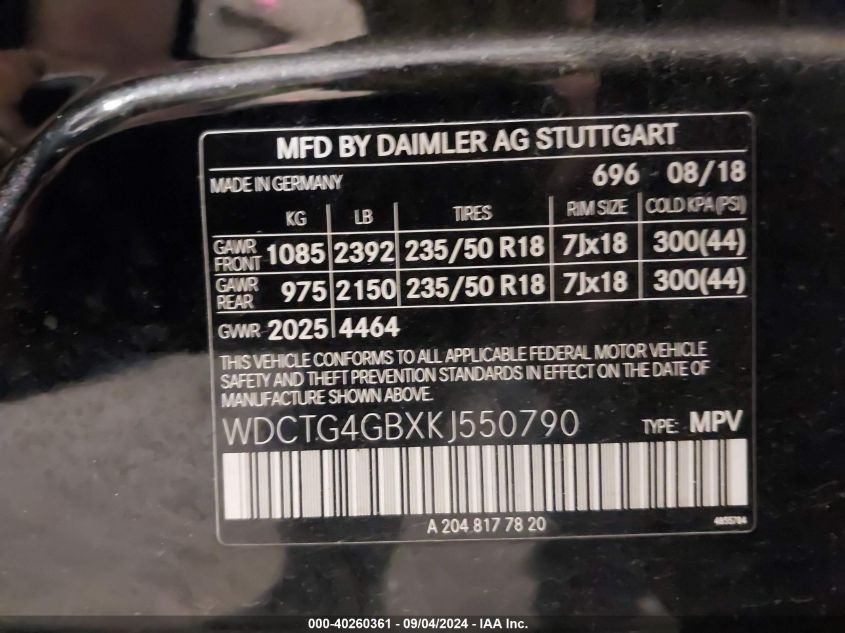 MFD BY DAIMLER AG STUTTGART
MADE IN GERMANY 696 08/18
KG LB TIRES RIM SIZE COLD KPA (PSI)
GAWR FRONT 1085 2392 235/50 R18 7Jx18 300(44)
GAWR REAR 975 2150 235/50 R18 7Jx18 300(44)
GVWR 2025 4464
THIS VEHICLE CONFORMS TO ALL APPLICABLE FEDERAL MOTOR VEHICLE
SAFETY AND THEFT PREVENTION STANDARDS IN EFFECT ON THE DATE OF
MANUFACTURE SHOWN ABOVE.
WDCTG4GBXKJ550790 TYPE: MPV
A 204 817 78 20 4855784
000-40260361 - 09/04/2024 - IAA Inc.